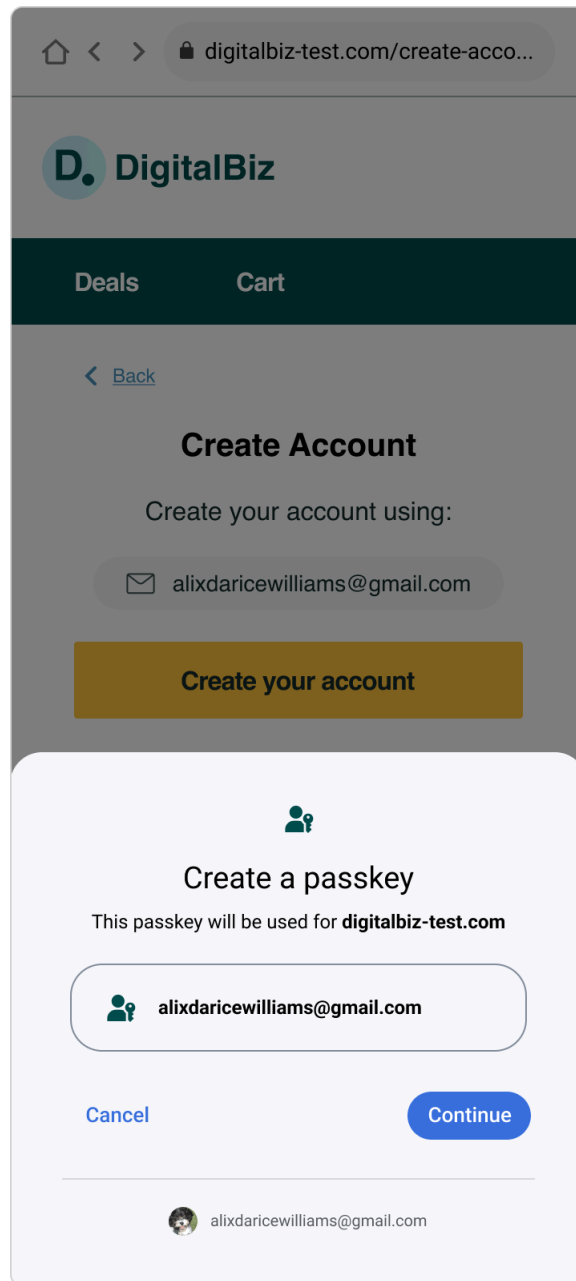 digitalbiz-test.com/create-acco...
D. DigitalBiz
Deals Cart
Back
Create Account
Create your account using:
alixdaricewilliams@gmail.com
Create your account
Create a passkey
This passkey will be used for digitalbiz-test.com
alixdaricewilliams@gmail.com
Cancel Continue
alixdaricewilliams@gmail.com